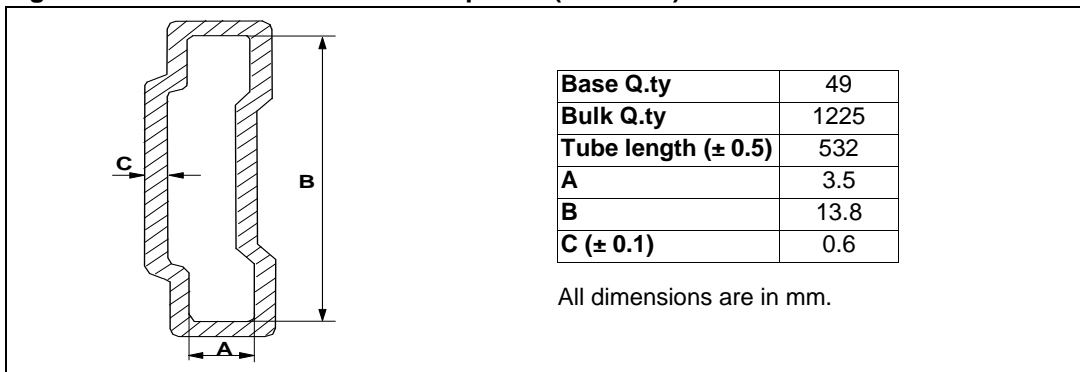 C
B
A
Base Q.ty 49
Bulk Q.ty 1225
Tube length (± 0.5) 532
A 3.5
B 13.8
C (± 0.1) 0.6
All dimensions are in mm.